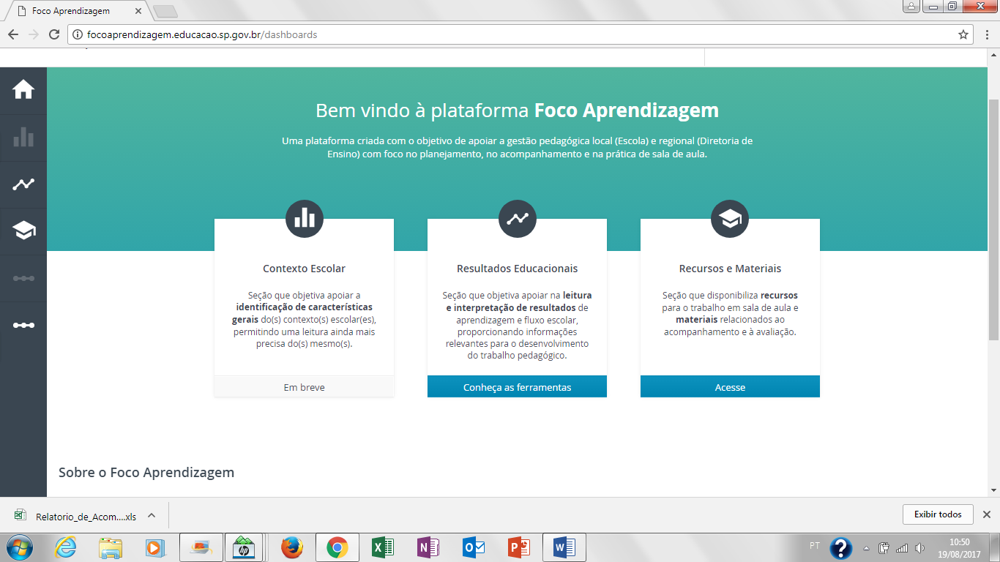 Foco Aprendizagem
focoaprendizagem.educacao.sp.gov.br/dashboards
Bem vindo à plataforma Foco Aprendizagem
Uma plataforma criada com o objetivo de apoiar a gestão pedagógica local (Escola) e regional (Diretoria de
Ensino) com foco no planejamento, no acompanhamento e na prática de sala de aula.
Contexto Escolar
Seção que objetiva apoiar a
identificação de características
gerais do(s) contexto(s) escolar(es),
permitindo uma leitura ainda mais
precisa do(s) mesmo(s).
Em breve
Resultados Educacionais
Seção que objetiva apoiar na leitura
e interpretação de resultados de
aprendizagem e fluxo escolar,
proporcionando informações
relevantes para o desenvolvimento
do trabalho pedagógico.
Conheça as ferramentas
Recursos e Materiais
Seção que disponibiliza recursos
para o trabalho em sala de aula e
materiais relacionados ao
acompanhamento e à avaliação.
Acesse
Sobre o Foco Aprendizagem
Relatorio_de_Acom....xls
Exibir todos
PT
10:50
19/08/2017